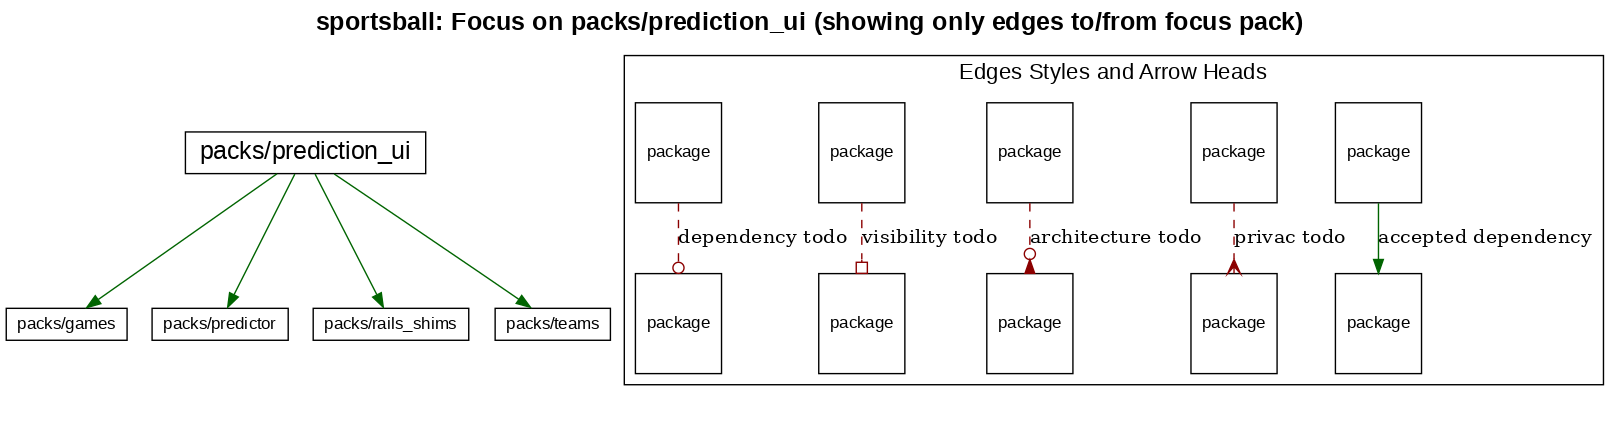 sportsball: Focus on packs/prediction_ui (showing only edges to/from focus pack)
packs/prediction_ui
packs/games
packs/predictor
packs/rails_shims
packs/teams
Edges Styles and Arrow Heads
package
package
package
package
package
dependency todo
visibility todo
architecture todo
privac todo
accepted dependency
package
package
package
package
package